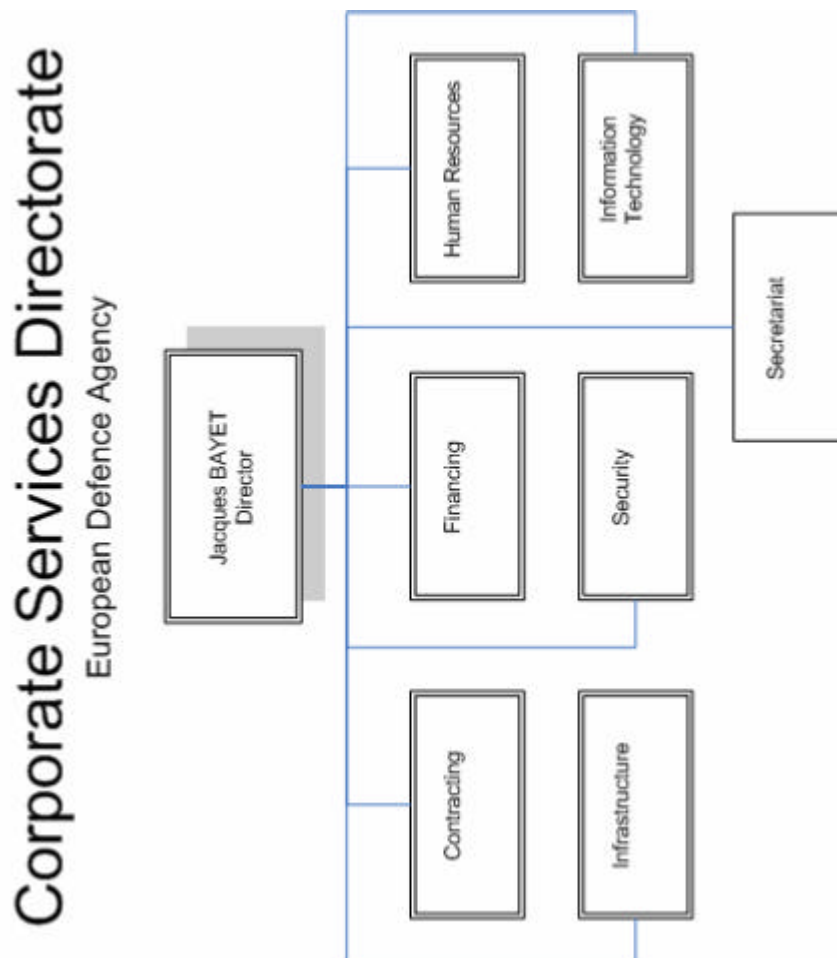 Corporate Services Directorate
European Defence Agency
Jacques BAYET
Director
Contracting
Financing
Human Resources
Infrastructure
Security
Information
Technology
Secretariat